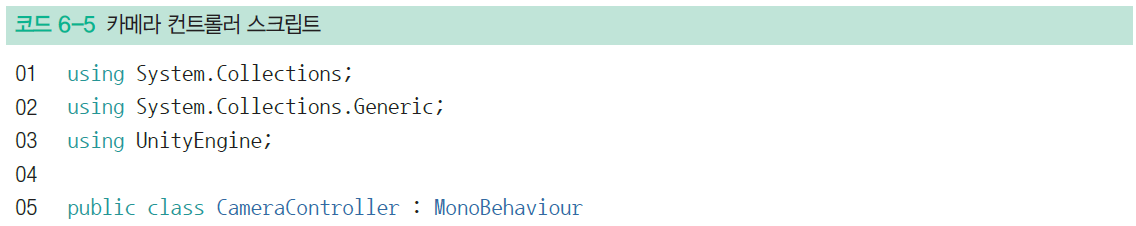 코드 6-5 카메라 컨트롤러 스크립트
01 using System.Collections;
02 using System.Collections.Generic;
03 using UnityEngine;
04
05 public class CameraController : MonoBehaviour